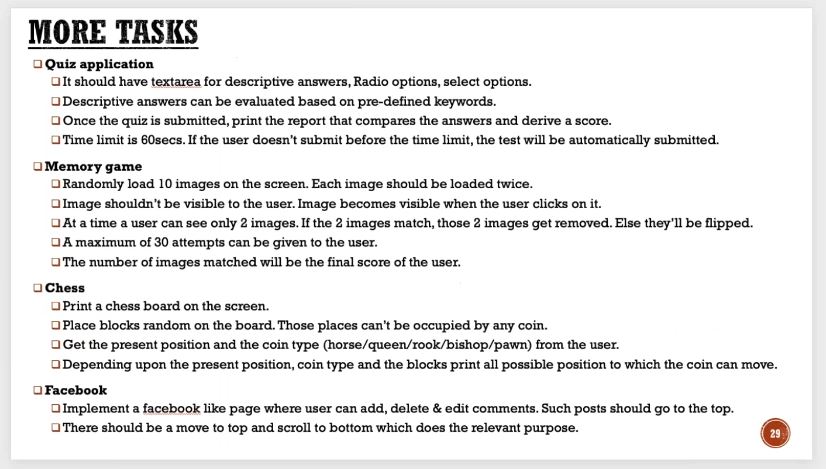 MORE TASKS
Quiz application
It should have textarea for descriptive answers, Radio options, select options.
Descriptive answers can be evaluated based on pre-defined keywords.
Once the quiz is submitted, print the report that compares the answers and derive a score.
Time limit is 60secs. If the user doesn't submit before the time limit, the test will be automatically submitted.
Memory game
Randomly load 10 images on the screen. Each image should be loaded twice.
Image shouldn't be visible to the user. Image becomes visible when the user clicks on it.
At a time a user can see only 2 images. If the 2 images match, those 2 images get removed. Else they'll be flipped.
A maximum of 30 attempts can be given to the user.
The number of images matched will be the final score of the user.
Chess
Print a chess board on the screen.
Place blocks random on the board. Those places can't be occupied by any coin.
Get the present position and the coin type (horse/queen/rook/bishop/pawn) from the user.
Depending upon the present position, coin type and the blocks print all possible position to which the coin can move.
Facebook
Implement a facebook like page where user can add, delete & edit comments. Such posts should go to the top.
There should be a move to top and scroll to bottom which does the relevant purpose.
29